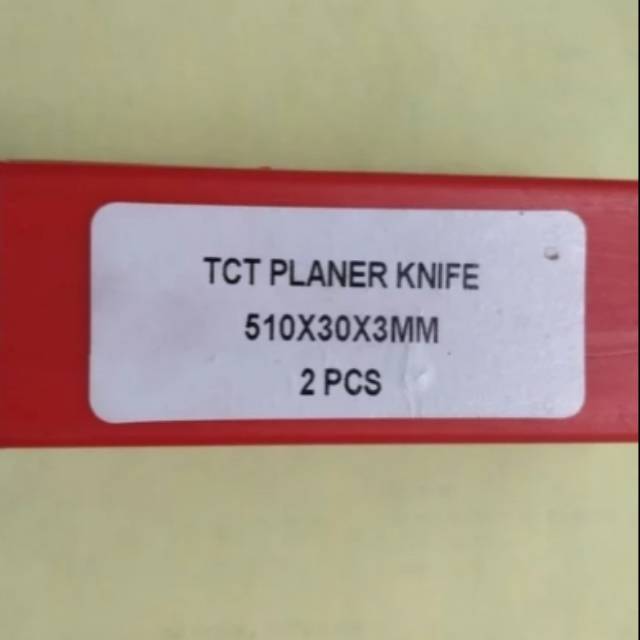 TCT PLANER KNIFE
510X30X3MM
2 PCS